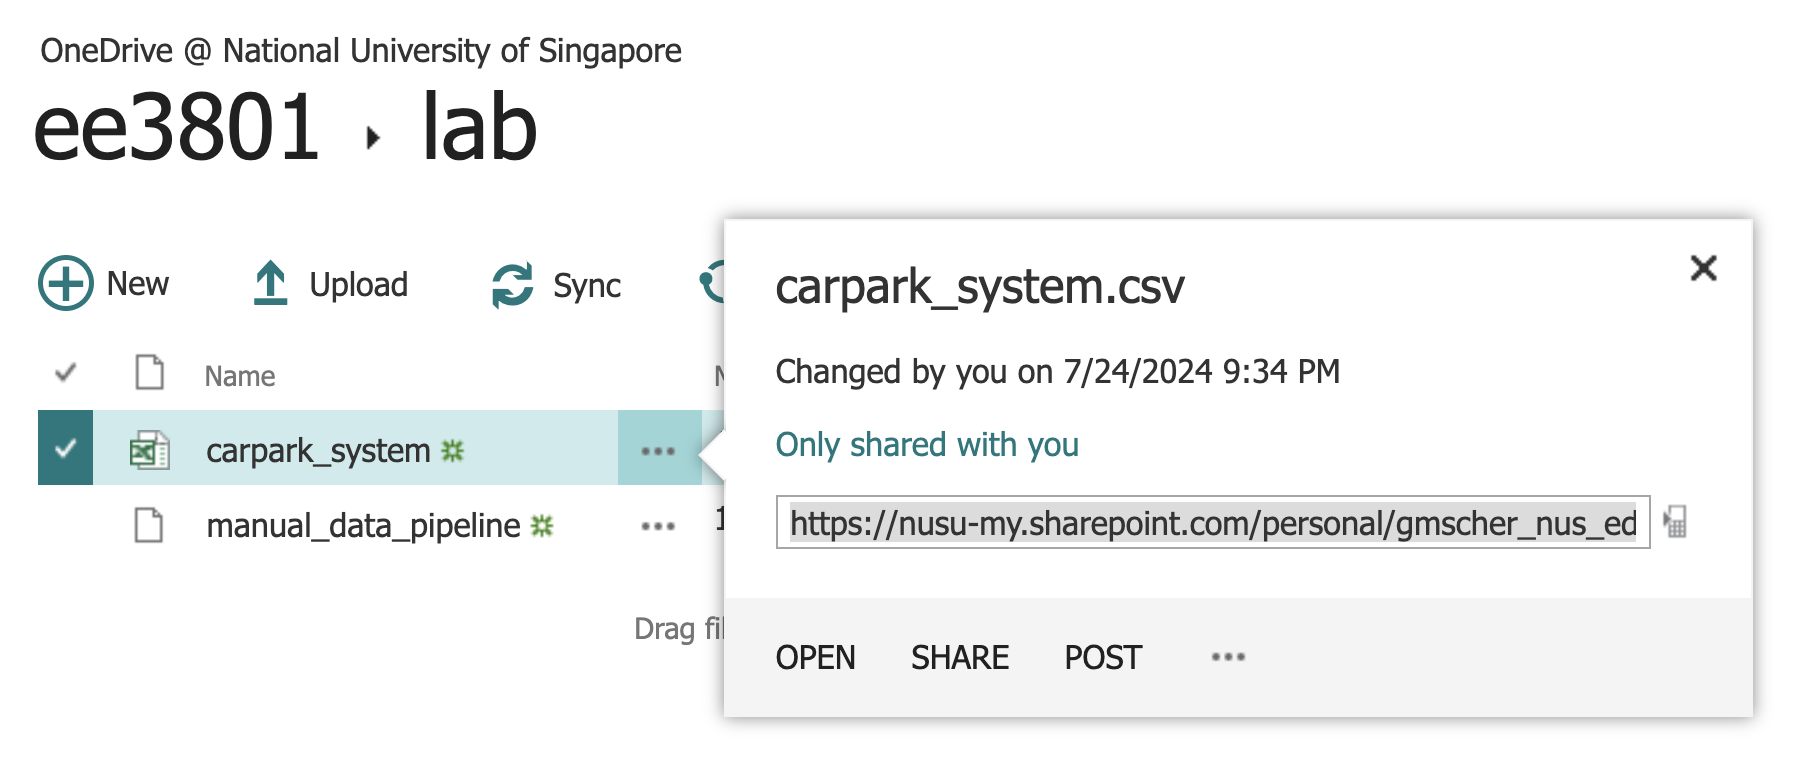 OneDrive @ National University of Singapore
ee3801 ▸ lab
New Upload Sync
Name
carpark_system
manual_data_pipeline
Drag
carpark_system.csv
Changed by you on 7/24/2024 9:34 PM
Only shared with you
https://nusu-my.sharepoint.com/personal/gmscher_nus_ed
OPEN SHARE POST